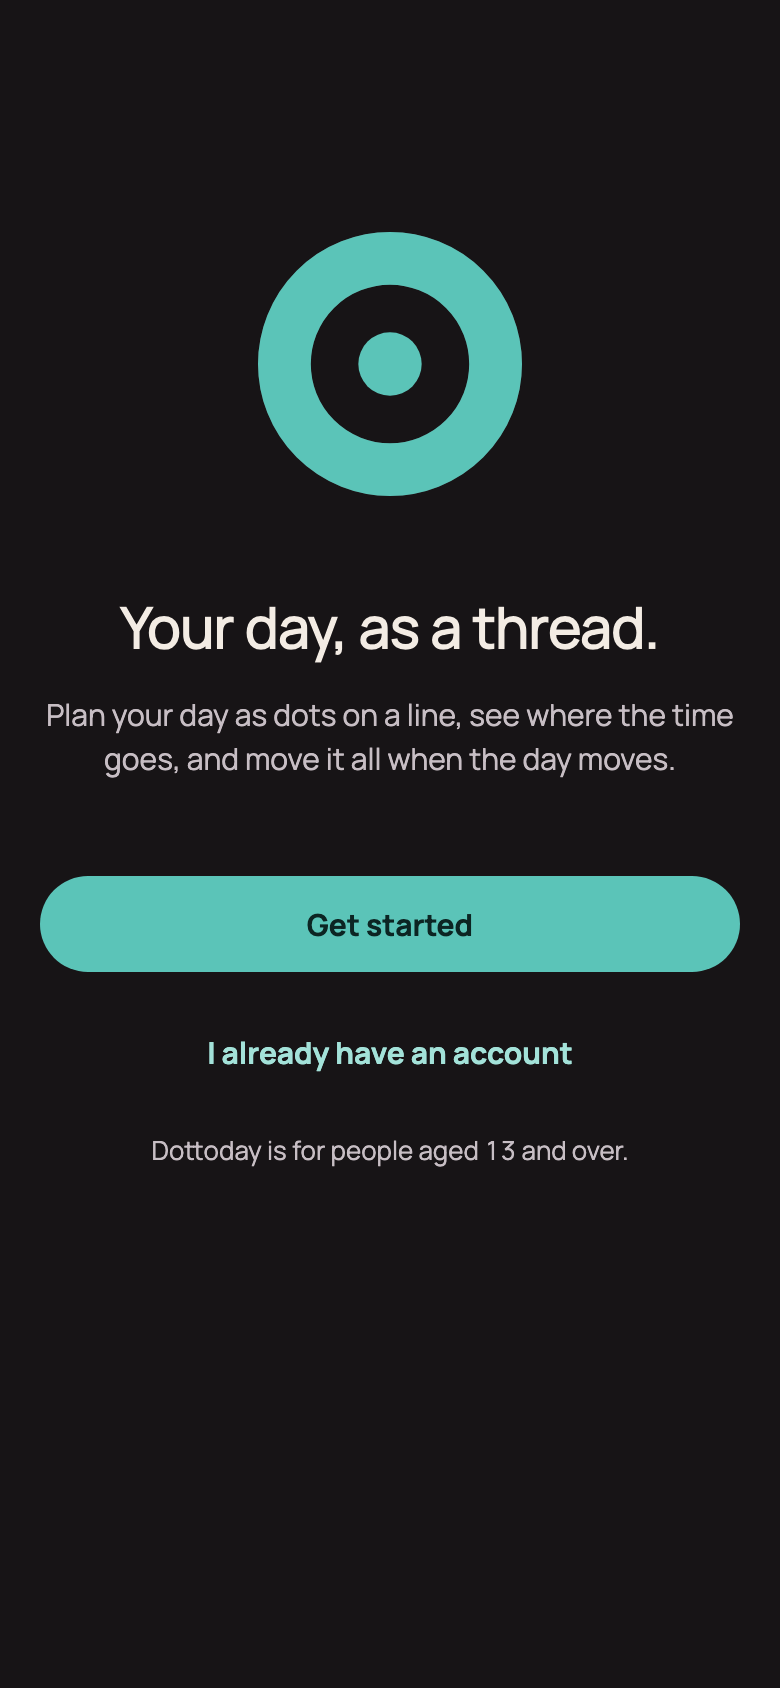 Your day, as a thread.
Plan your day as dots on a line, see where the time
goes, and move it all when the day moves.
Get started
I already have an account
Dottoday is for people aged 13 and over.